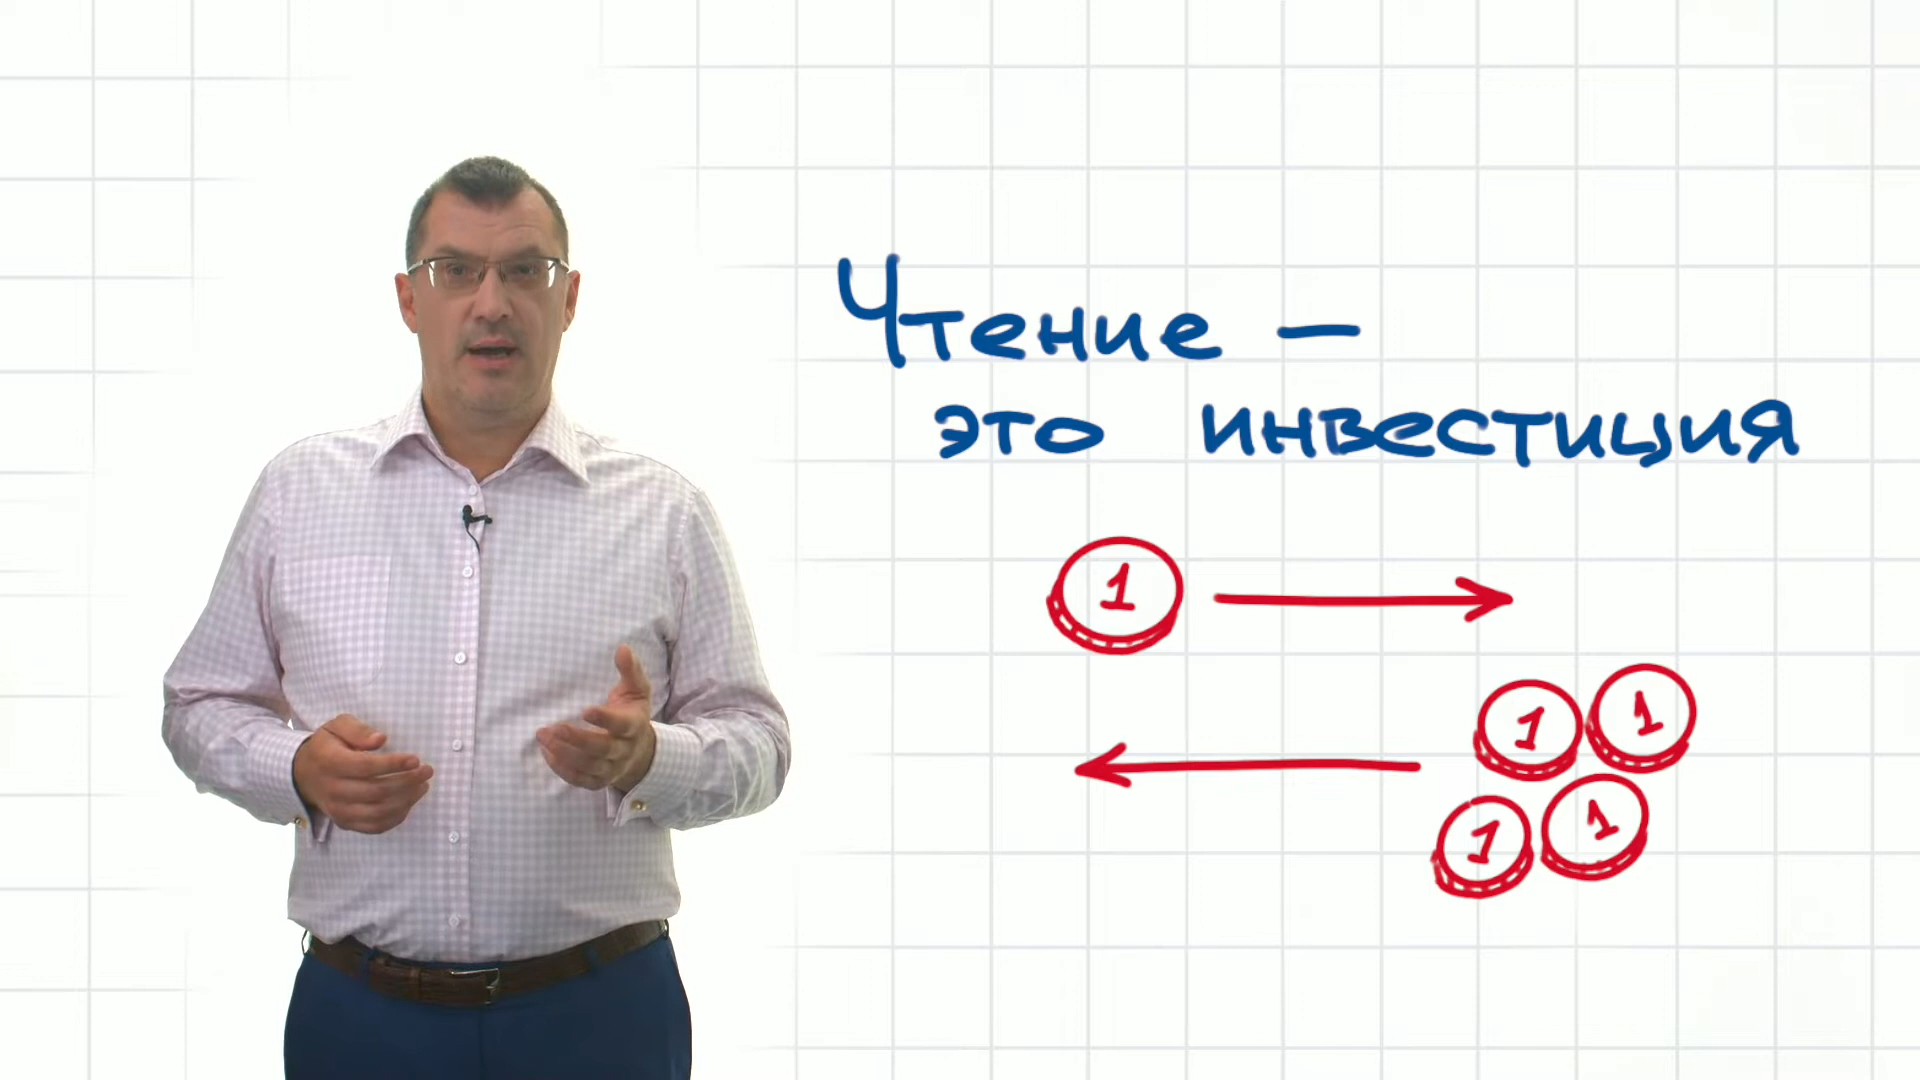 Чтение –
это инвестиция
1
1 1
1 1